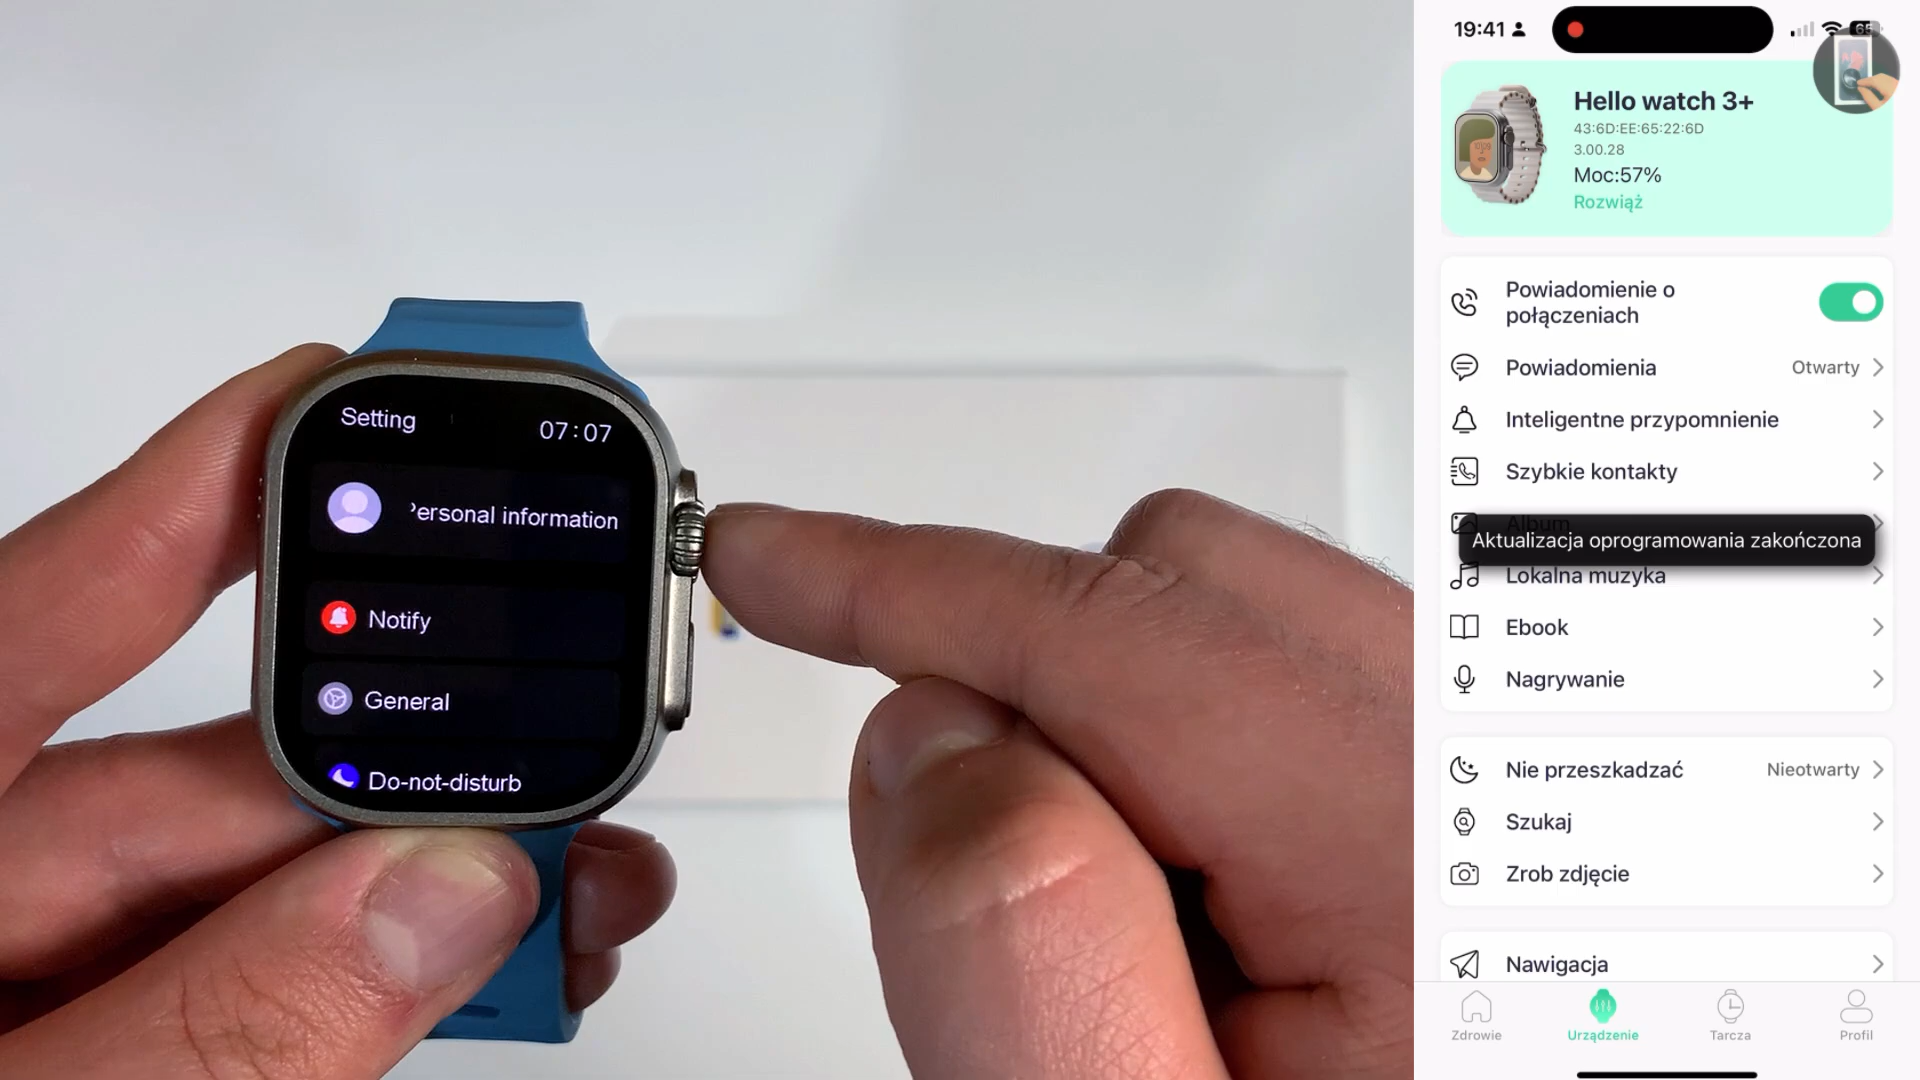 Setting
07:07
ersonal information
Notify
General
Do-not-disturb
19:41
65
Hello watch 3+
43:6D:EE:65:22:6D
3.00.28
Moc:57%
Rozwiąż
Powiadomienie o
połączeniach
Powiadomienia
Otwarty
Inteligentne przypomnienie
Szybkie kontakty
Album
Aktualizacja oprogramowania zakończona
Lokalna muzyka
Ebook
Nagrywanie
Nie przeszkadzać
Nieotwarty
Szukaj
Zrob zdjęcie
Nawigacja
Zdrowie
Urządzenie
Tarcza
Profil